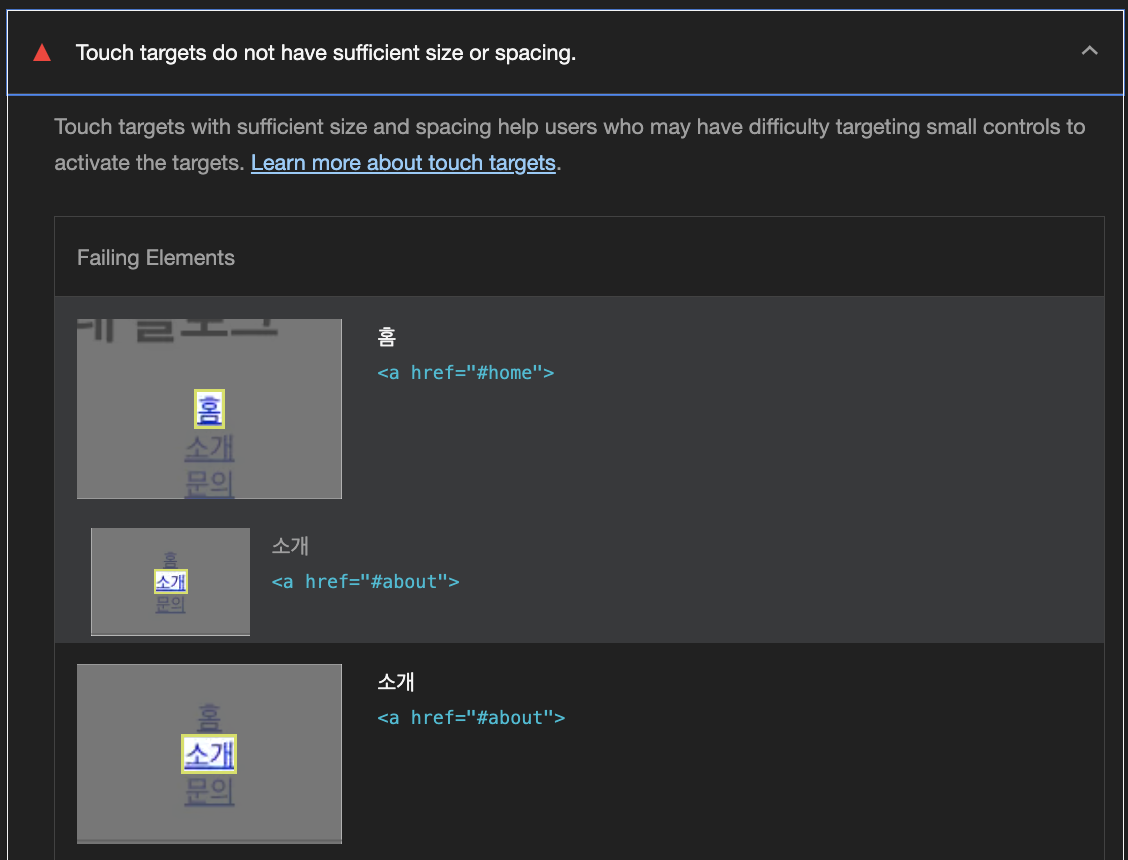 Touch targets do not have sufficient size or spacing.
Touch targets with sufficient size and spacing help users who may have difficulty targeting small controls to
activate the targets. Learn more about touch targets.
Failing Elements
홈
<a href="#home">
홈
소개
문의
소개
<a href="#about">
홈
소개
문의
소개
<a href="#about">
홈
소개
문의